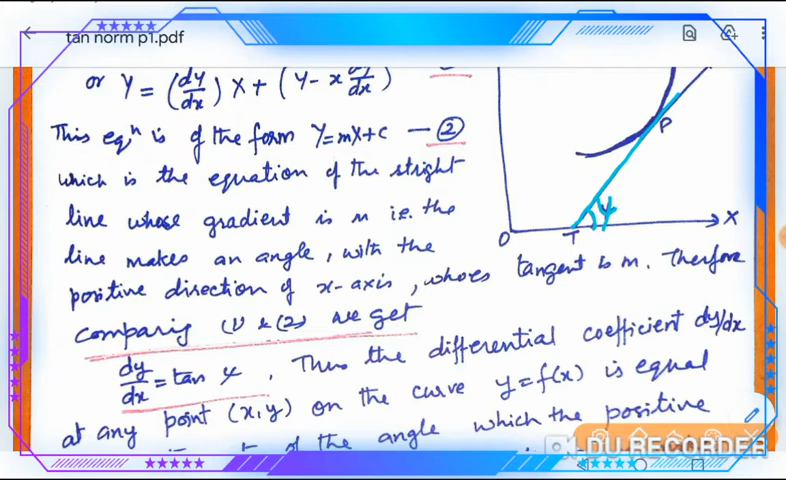 tan norm p1.pdf
or Y = (dy/dx) X + (y - x dy/dx)
This eqⁿ is of the form Y=mX+c — ②
P
which is the equation of the stright
line whose gradient is m i.e. the
ψ
X
O
T
line makes an angle, with the
positive direction of x-axis, whoes tangent is m. Therefore
comparig (1) & (2) we get
dy/dx = tan ψ. Thus the differential coefficient dy/dx
at any point (x,y) on the curve y=f(x) is equal
of the angle which the positive
DU RECORDER